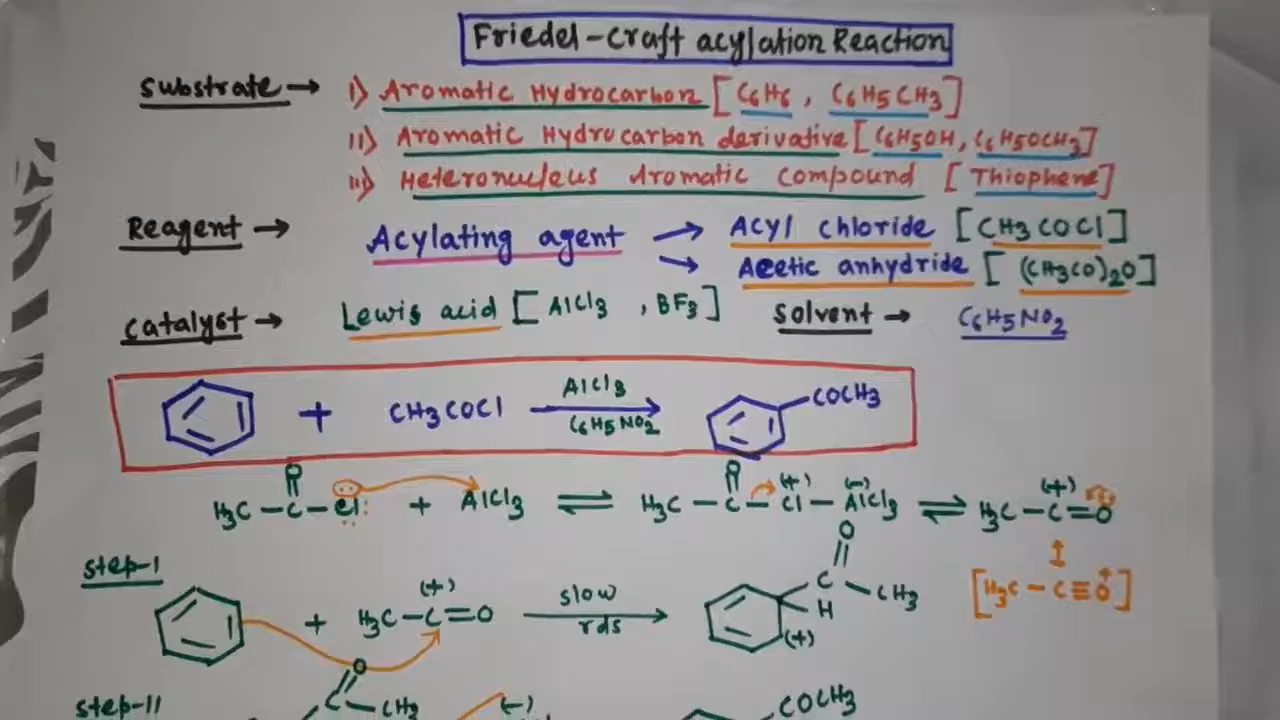 Friedel-Craft acylation Reaction
Substrate → i) Aromatic Hydrocarbon [C6H6, C6H5CH3]
ii) Aromatic Hydrocarbon derivative [C6H5OH, C6H5OCH3]
iii) Heteronucleus Aromatic Compound [Thiophene]
Reagent → Acylating agent → Acyl chloride [CH3COCl]
→ Acetic anhydride [(CH3CO)2O]
Catalyst → Lewis acid [AlCl3, BF3] Solvent → C6H5NO2
+ CH3COCl AlCl3 → COCH3
C6H5NO2
O O
H3C-C-Cl: + AlCl3 ⇌ H3C-C-Cl(+)-AlCl3(-) ⇌ H3C-C(+)=O
↕
[H3C-C≡O+]
Step-I
+ H3C-C(+)=O slow → O
rds C CH3
H
(+)
Step-II
O
C-CH3 (-) COCH3